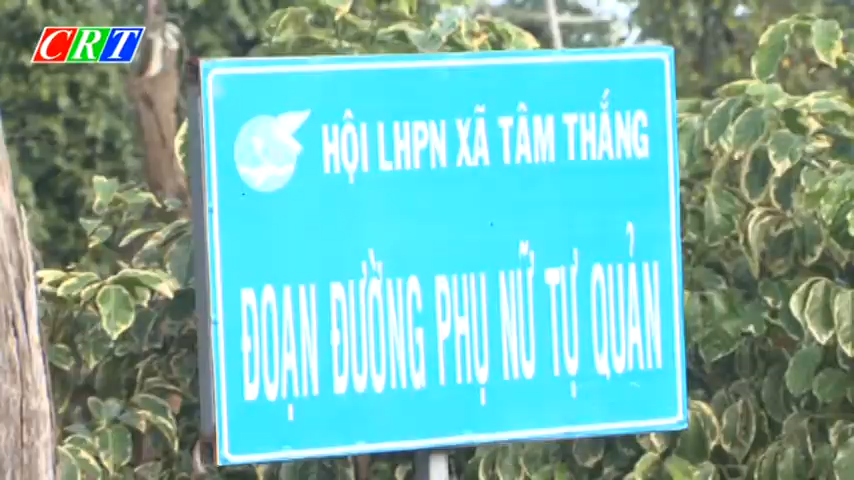 CRT
HỘI LHPN XÃ TÂM THẮNG
ĐOẠN ĐƯỜNG PHỤ NỮ TỰ QUẢN